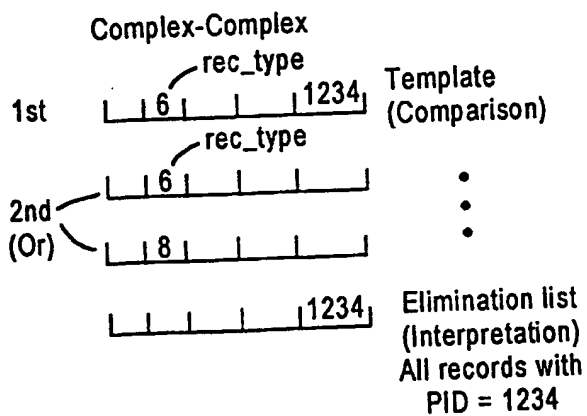 Complex-Complex
rec_type
1st 6 1234 Template
(Comparison)
rec_type
6
2nd
(Or) 8
1234 Elimination list
(Interpretation)
All records with
PID = 1234